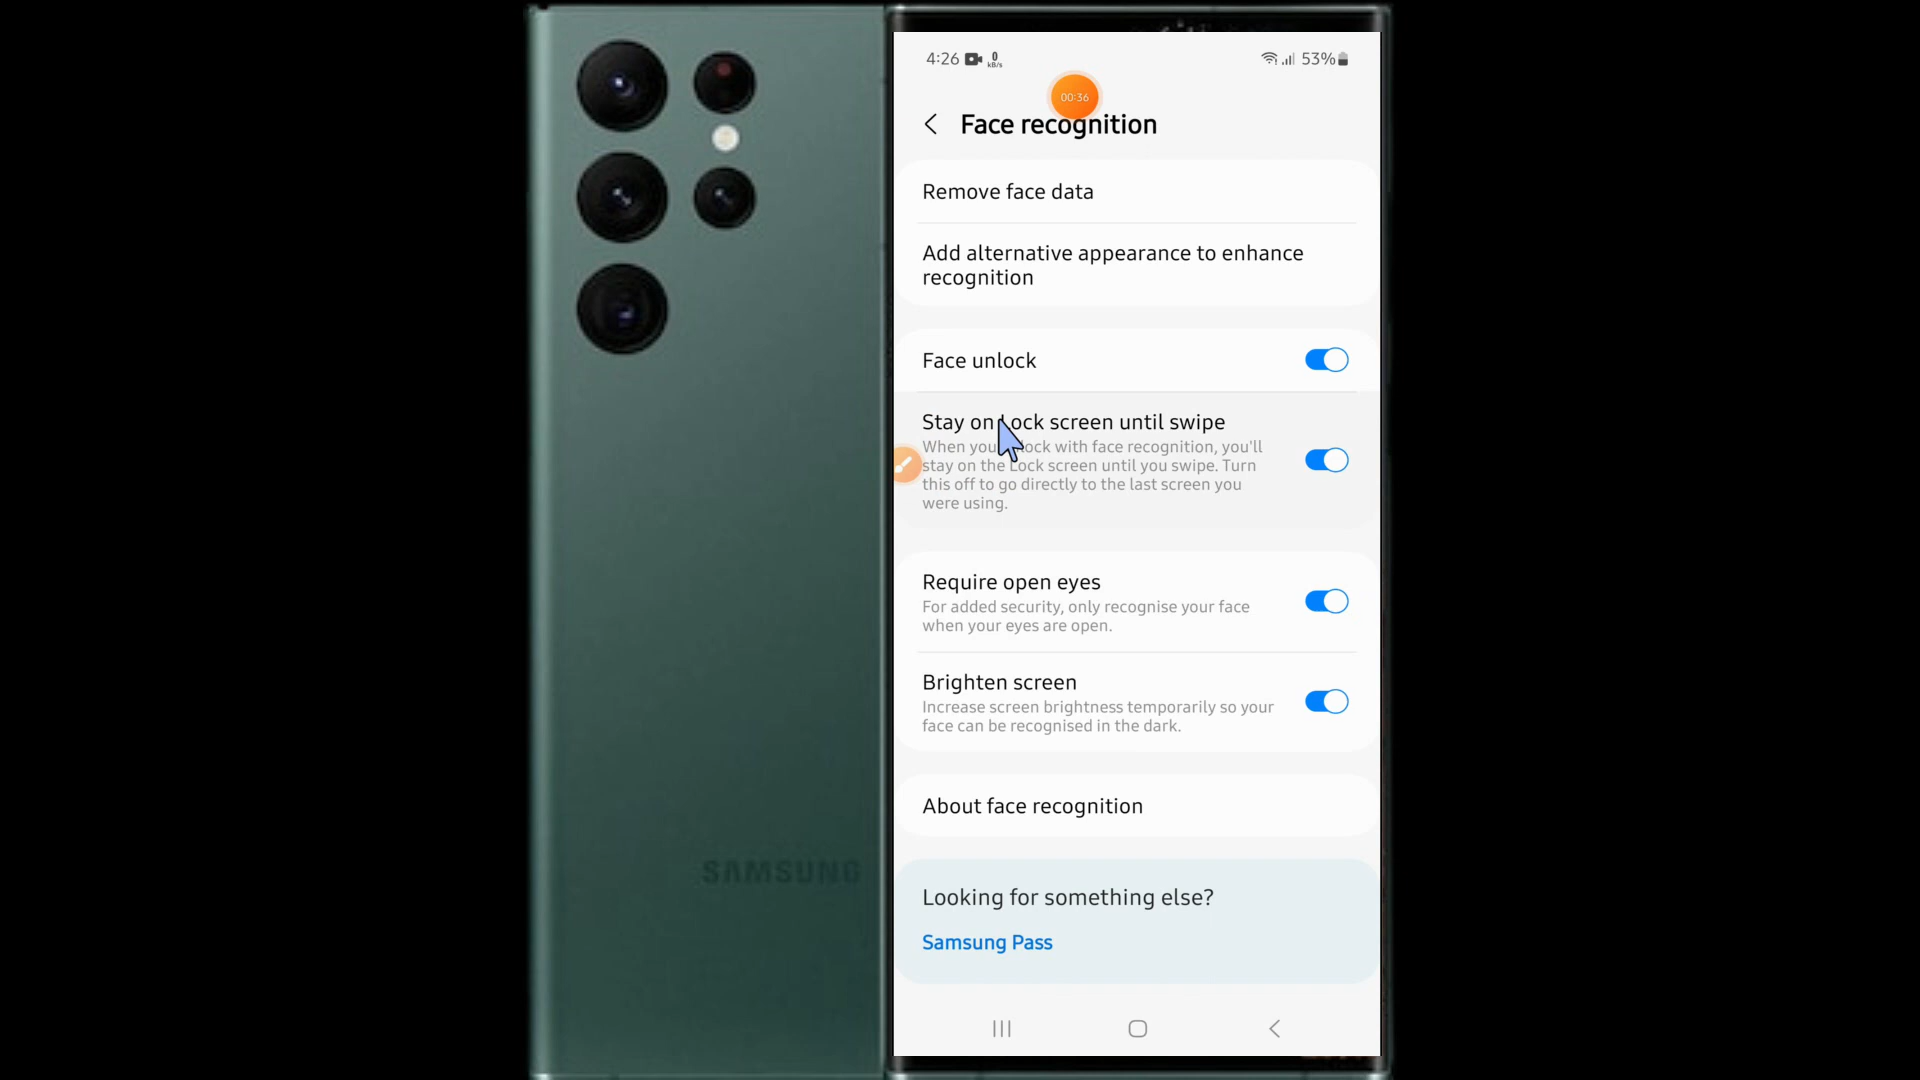 4:26
0
kB/s
53%
00:36
Face recognition
Remove face data
Add alternative appearance to enhance
recognition
Face unlock
Stay on Lock screen until swipe
When you unlock with face recognition, you'll
stay on the Lock screen until you swipe. Turn
this off to go directly to the last screen you
were using.
Require open eyes
For added security, only recognise your face
when your eyes are open.
Brighten screen
Increase screen brightness temporarily so your
face can be recognised in the dark.
About face recognition
SAMSUNG
Looking for something else?
Samsung Pass